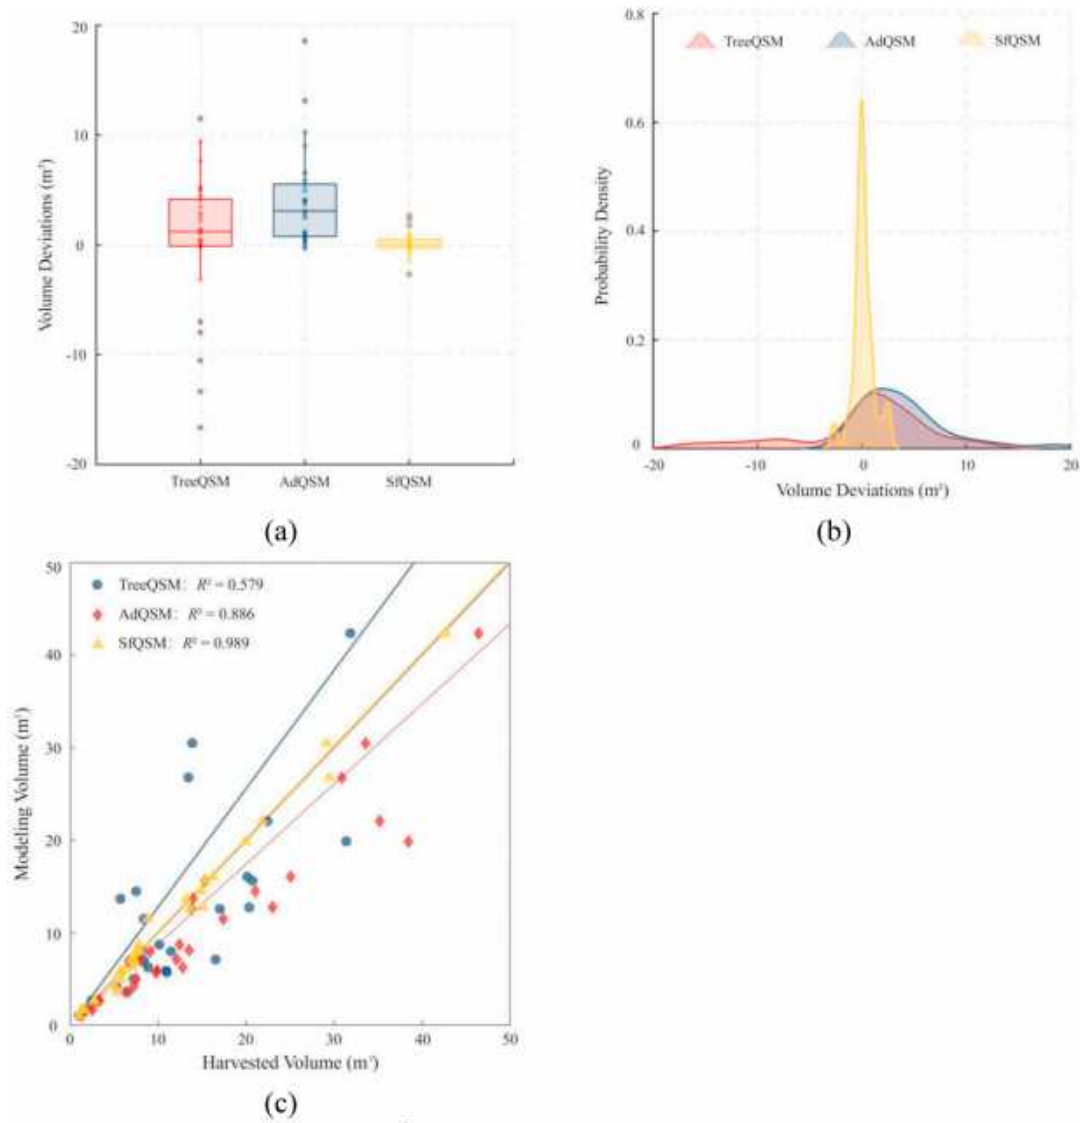 20
10
0
-10
-20
Volume Deviations (m³)
TreeQSM AdQSM SfQSM
(a)
0.8
0.6
0.4
0.2
0
Probability Density
TreeQSM AdQSM SfQSM
-20 -10 0 10 20
Volume Deviations (m³)
(b)
50
40
30
20
10
0
Modeling Volume (m³)
TreeQSM: R² = 0.579
AdQSM: R² = 0.886
SfQSM: R² = 0.989
0 10 20 30 40 50
Harvested Volume (m³)
(c)